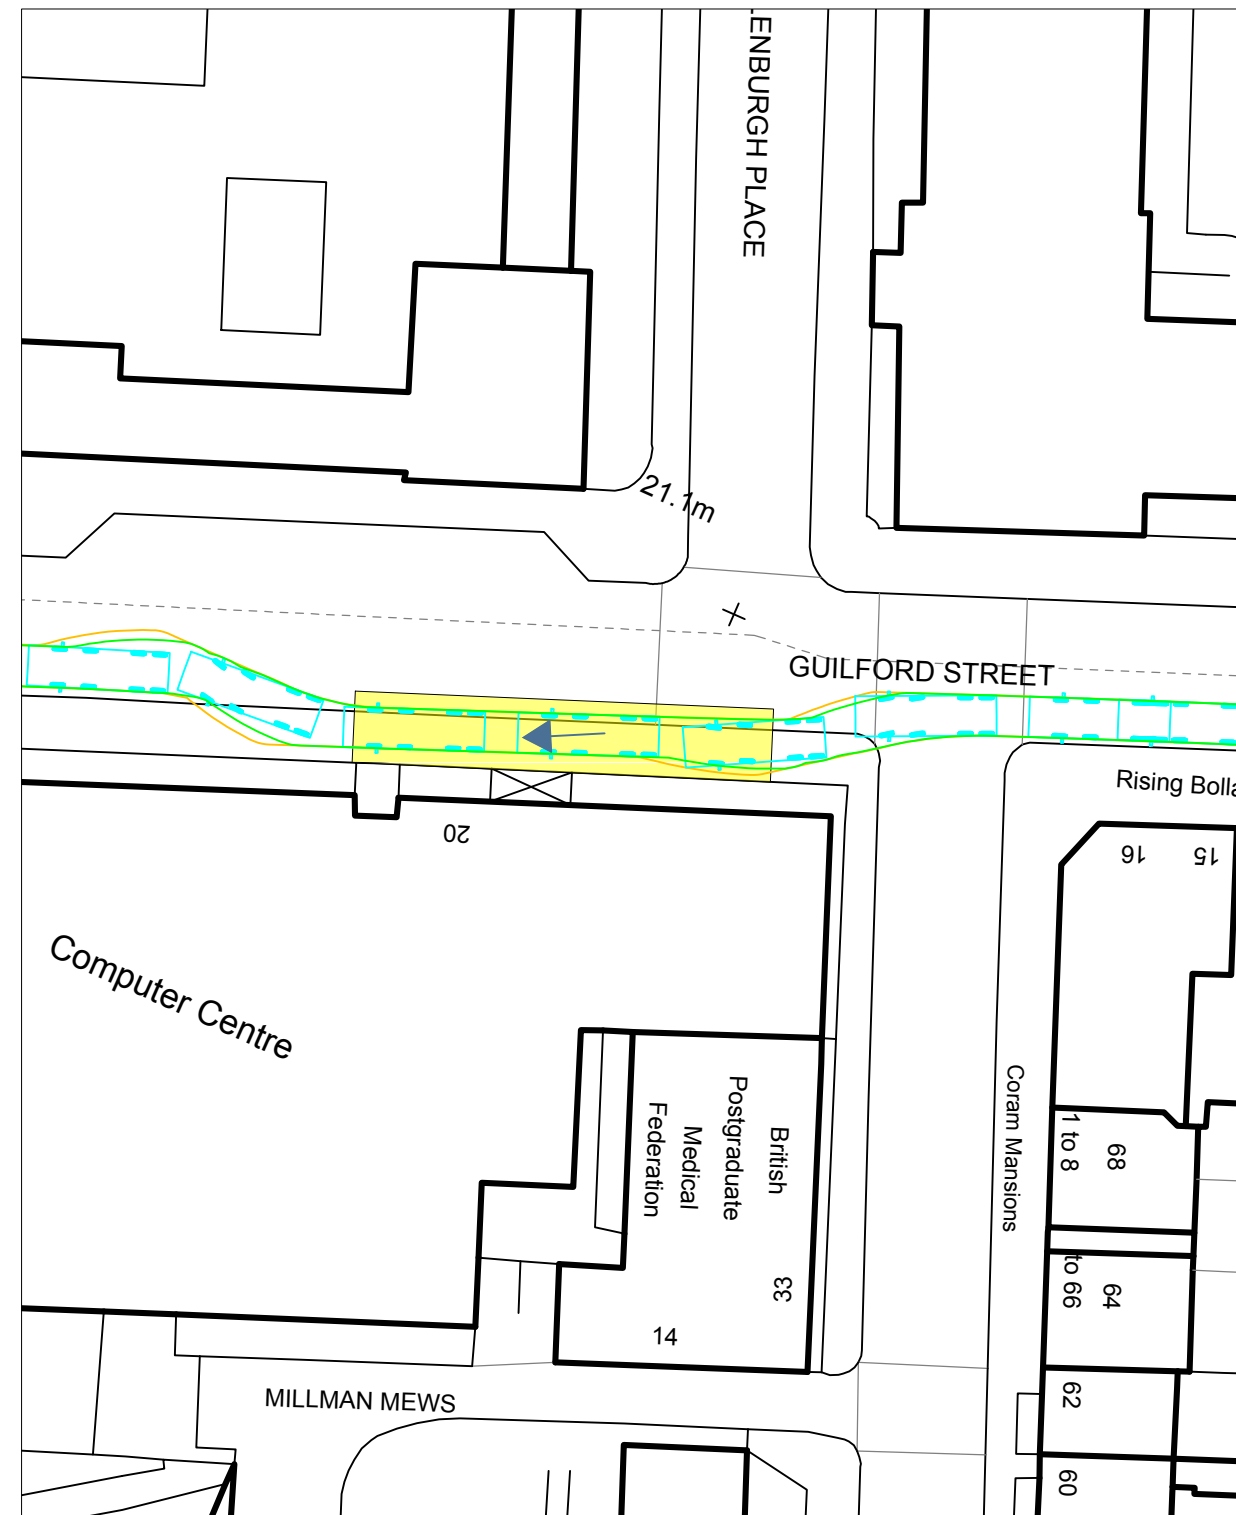 ENBURGH PLACE
21.1m
GUILFORD STREET
Rising Bolla
20
16
15
Computer Centre
British
Postgraduate
Medical
Federation
33
14
Coram Mansions
1 to 8
68
to 66
64
62
60
MILLMAN MEWS